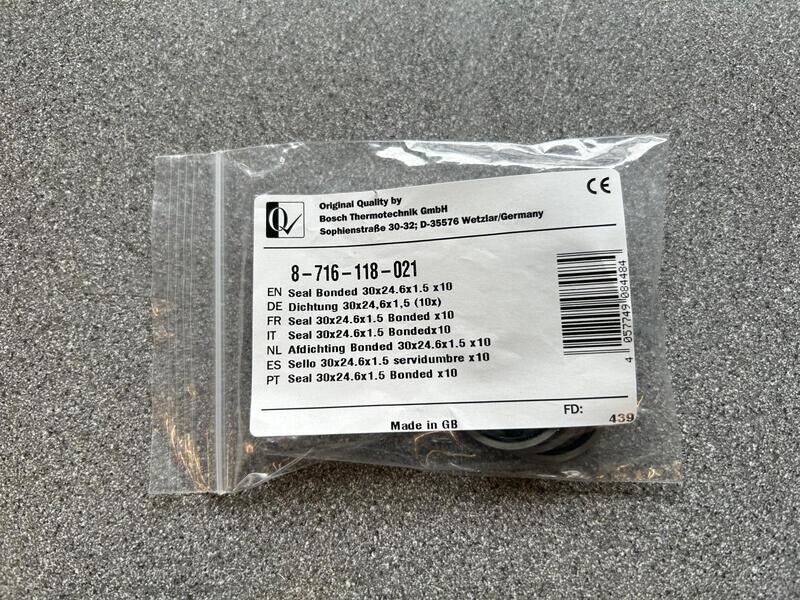 Original Quality by
Bosch Thermotechnik GmbH
Sophienstraße 30-32; D-35576 Wetzlar/Germany
CE
8-716-118-021
EN Seal Bonded 30x24.6x1.5 x10
DE Dichtung 30x24,6x1,5 (10x)
FR Seal 30x24.6x1.5 Bonded x10
IT Seal 30x24.6x1.5 Bondedx10
NL Afdichting Bonded 30x24.6x1.5 x10
ES Sello 30x24.6x1.5 servidumbre x10
PT Seal 30x24.6x1.5 Bonded x10
4 057749 084484
FD: 439
Made in GB